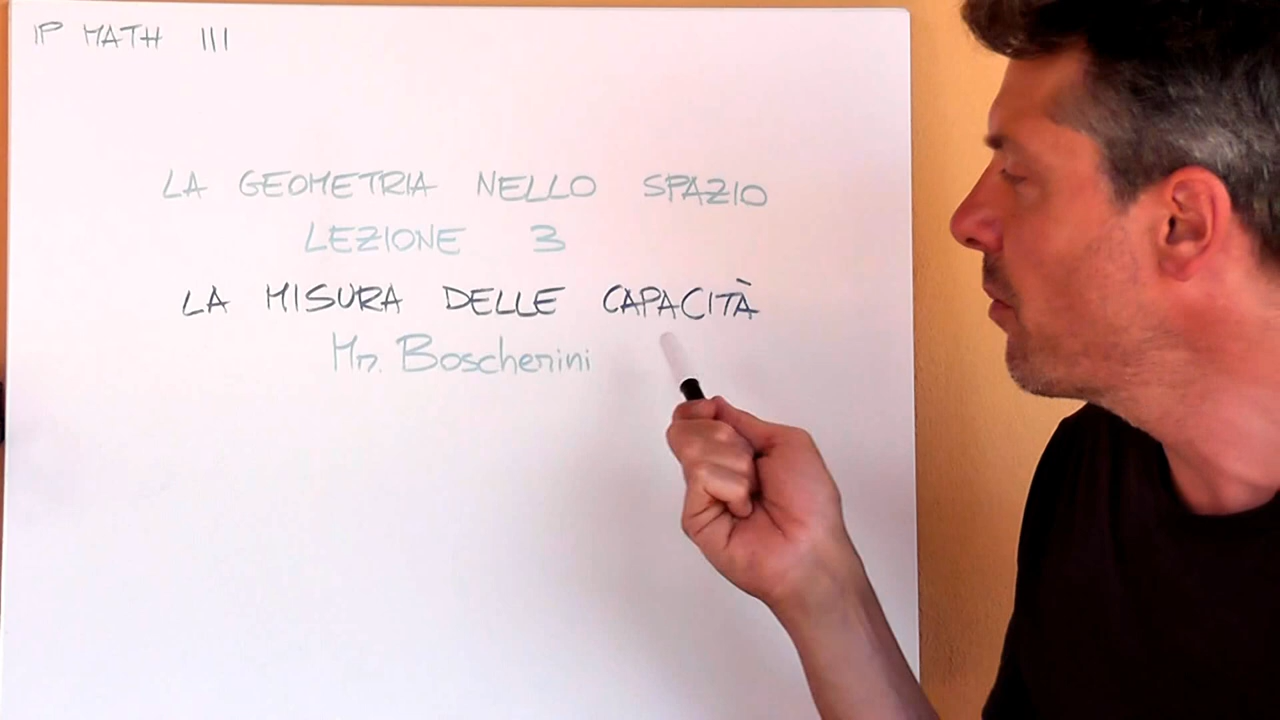 IP MATH III
LA GEOMETRIA NELLO SPAZIO
LEZIONE 3
LA MISURA DELLE CAPACITÀ
Mr. Boscherini